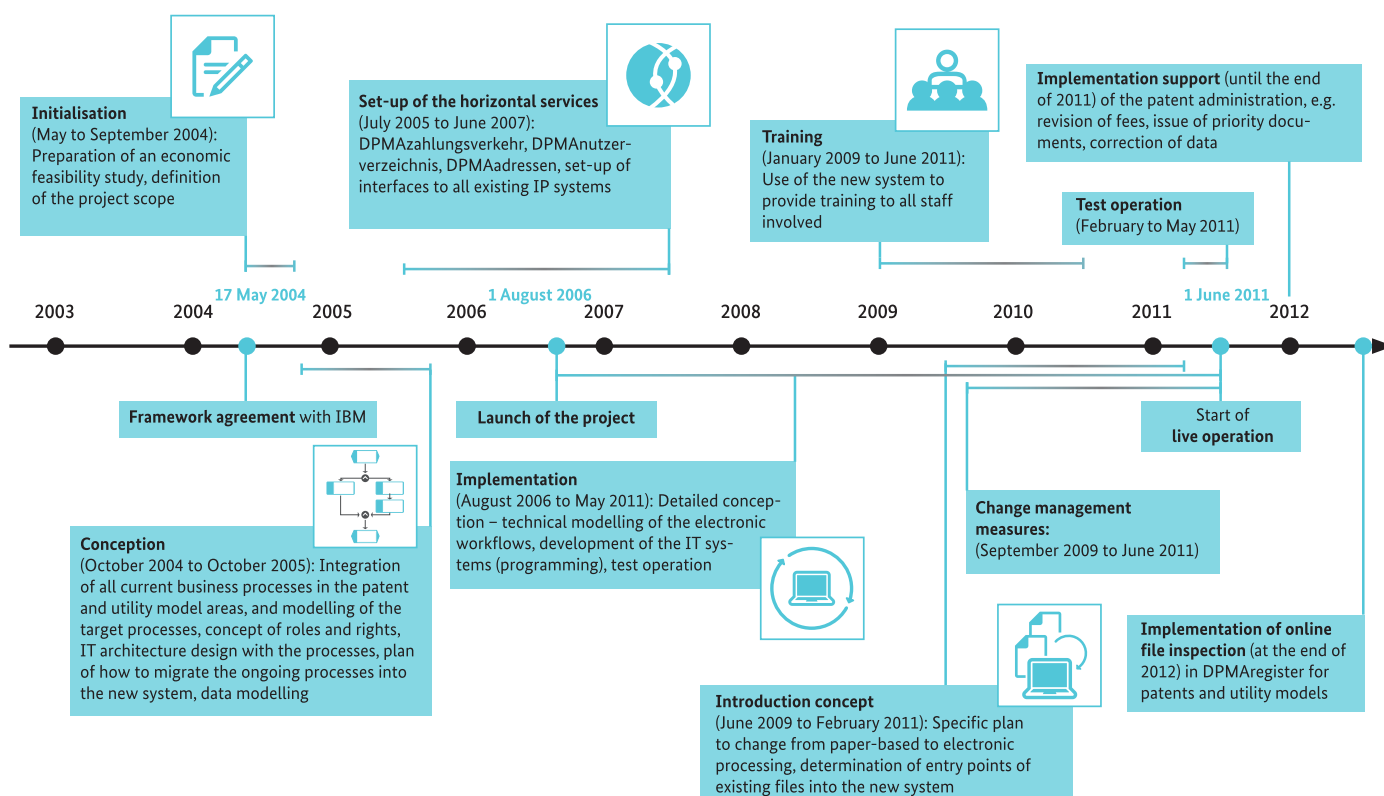 Initialisation
(May to September 2004):
Preparation of an economic
feasibility study, definition
of the project scope
Set-up of the horizontal services
(July 2005 to June 2007):
DPMAzahlungsverkehr, DPMAnutzer-
verzeichnis, DPMAadressen, set-up of
interfaces to all existing IP systems
Training
(January 2009 to June 2011):
Use of the new system to
provide training to all staff
involved
Implementation support (until the end
of 2011) of the patent administration, e.g.
revision of fees, issue of priority docu-
ments, correction of data
Test operation
(February to May 2011)
17 May 2004
1 August 2006
1 June 2011
2003
2004
2005
2006
2007
2008
2009
2010
2011
2012
Framework agreement with IBM
Launch of the project
Start of
live operation
Conception
(October 2004 to October 2005): Integration
of all current business processes in the patent
and utility model areas, and modelling of the
target processes, concept of roles and rights,
IT architecture design with the processes, plan
of how to migrate the ongoing processes into
the new system, data modelling
Implementation
(August 2006 to May 2011): Detailed concep-
tion – technical modelling of the electronic
workflows, development of the IT sys-
tems (programming), test operation
Change management
measures:
(September 2009 to June 2011)
Introduction concept
(June 2009 to February 2011): Specific plan
to change from paper-based to electronic
processing, determination of entry points of
existing files into the new system
Implementation of online
file inspection (at the end of
2012) in DPMAregister for
patents and utility models